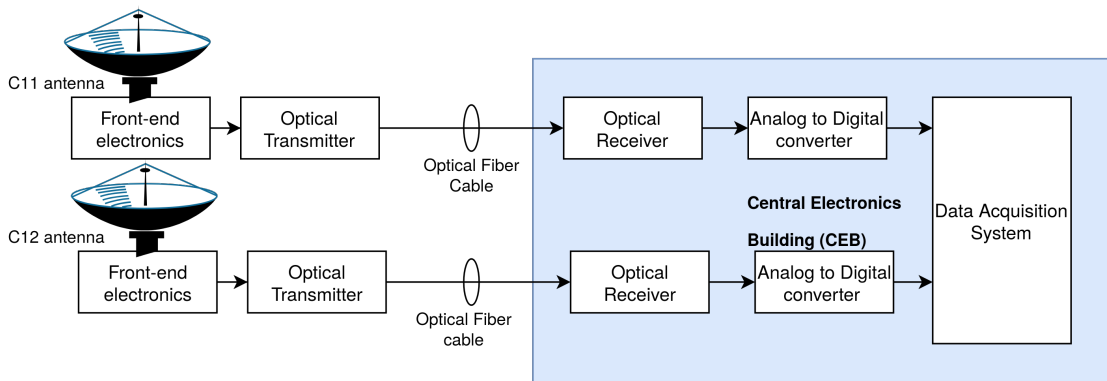 C11 antenna
Front-end
electronics
Optical
Transmitter
Optical Fiber
Cable
Optical
Receiver
Analog to Digital
converter
Data Acquisition
System
Central Electronics
Building (CEB)
C12 antenna
Front-end
electronics
Optical
Transmitter
Optical Fiber
cable
Optical
Receiver
Analog to Digital
converter